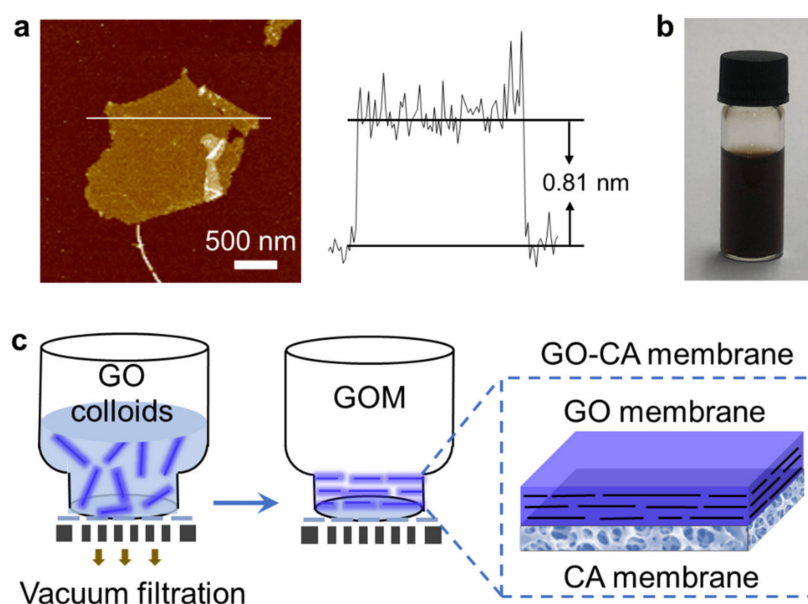 a
b
500 nm
0.81 nm
c
GO
colloids
GOM
GO-CA membrane
GO membrane
CA membrane
Vacuum filtration